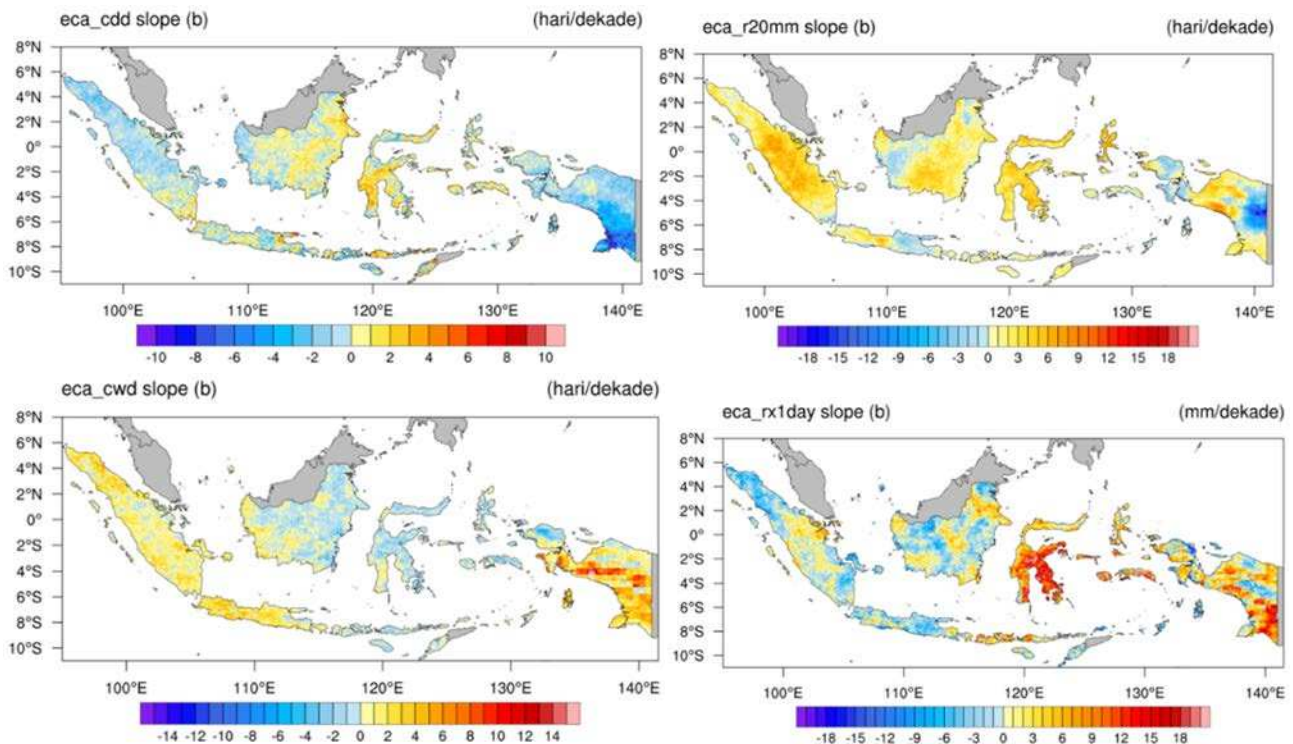 eca_cdd slope (b) (hari/dekade)
8°N
6°N
4°N
2°N
0°
2°S
4°S
6°S
8°S
10°S
100°E 110°E 120°E 130°E 140°E
-10 -8 -6 -4 -2 0 2 4 6 8 10
eca_r20mm slope (b) (hari/dekade)
8°N
6°N
4°N
2°N
0°
2°S
4°S
6°S
8°S
10°S
100°E 110°E 120°E 130°E 140°E
-18 -15 -12 -9 -6 -3 0 3 6 9 12 15 18
eca_cwd slope (b) (hari/dekade)
8°N
6°N
4°N
2°N
0°
2°S
4°S
6°S
8°S
10°S
100°E 110°E 120°E 130°E 140°E
-14 -12 -10 -8 -6 -4 -2 0 2 4 6 8 10 12 14
eca_rx1day slope (b) (mm/dekade)
8°N
6°N
4°N
2°N
0°
2°S
4°S
6°S
8°S
10°S
100°E 110°E 120°E 130°E 140°E
-18 -15 -12 -9 -6 -3 0 3 6 9 12 15 18